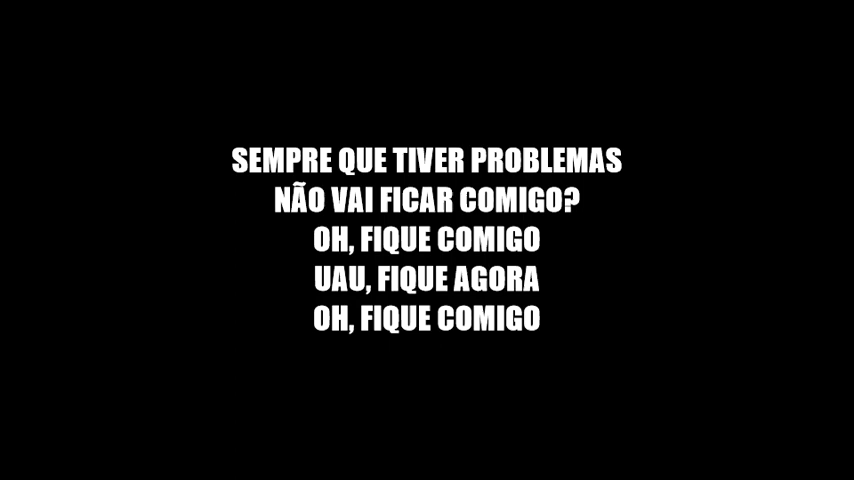 SEMPRE QUE TIVER PROBLEMAS
NÃO VAI FICAR COMIGO?
OH, FIQUE COMIGO
UAU, FIQUE AGORA
OH, FIQUE COMIGO